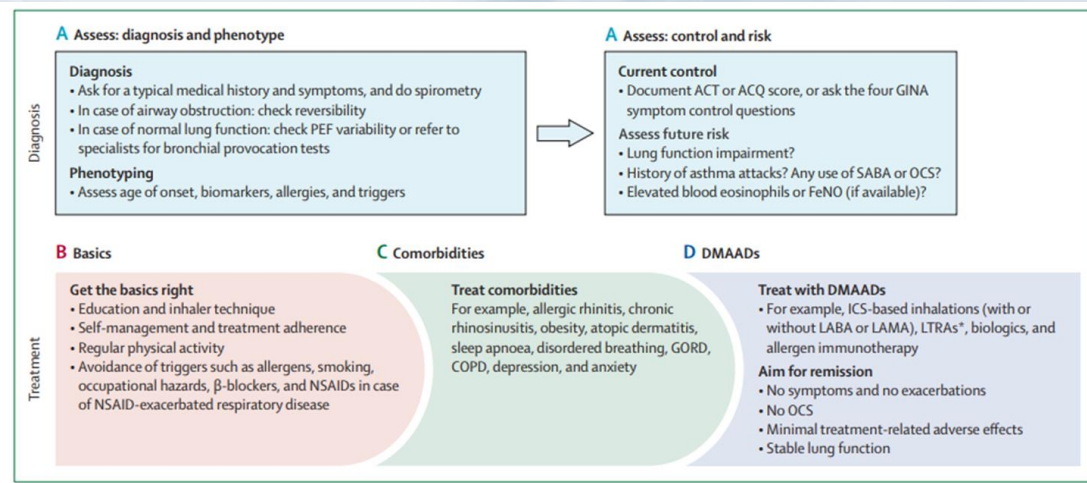 A Assess: diagnosis and phenotype
Diagnosis
• Ask for a typical medical history and symptoms, and do spirometry
• In case of airway obstruction: check reversibility
• In case of normal lung function: check PEF variability or refer to
specialists for bronchial provocation tests
Phenotyping
• Assess age of onset, biomarkers, allergies, and triggers
A Assess: control and risk
Current control
• Document ACT or ACQ score, or ask the four GINA
symptom control questions
Assess future risk
• Lung function impairment?
• History of asthma attacks? Any use of SABA or OCS?
• Elevated blood eosinophils or FeNO (if available)?
Diagnosis
B Basics
Get the basics right
• Education and inhaler technique
• Self-management and treatment adherence
• Regular physical activity
• Avoidance of triggers such as allergens, smoking,
occupational hazards, β-blockers, and NSAIDs in case
of NSAID-exacerbated respiratory disease
C Comorbidities
Treat comorbidities
For example, allergic rhinitis, chronic
rhinosinusitis, obesity, atopic dermatitis,
sleep apnoea, disordered breathing, GORD,
COPD, depression, and anxiety
D DMAADs
Treat with DMAADs
• For example, ICS-based inhalations (with or
without LABA or LAMA), LTRAs*, biologics, and
allergen immunotherapy
Aim for remission
• No symptoms and no exacerbations
• No OCS
• Minimal treatment-related adverse effects
• Stable lung function
Treatment